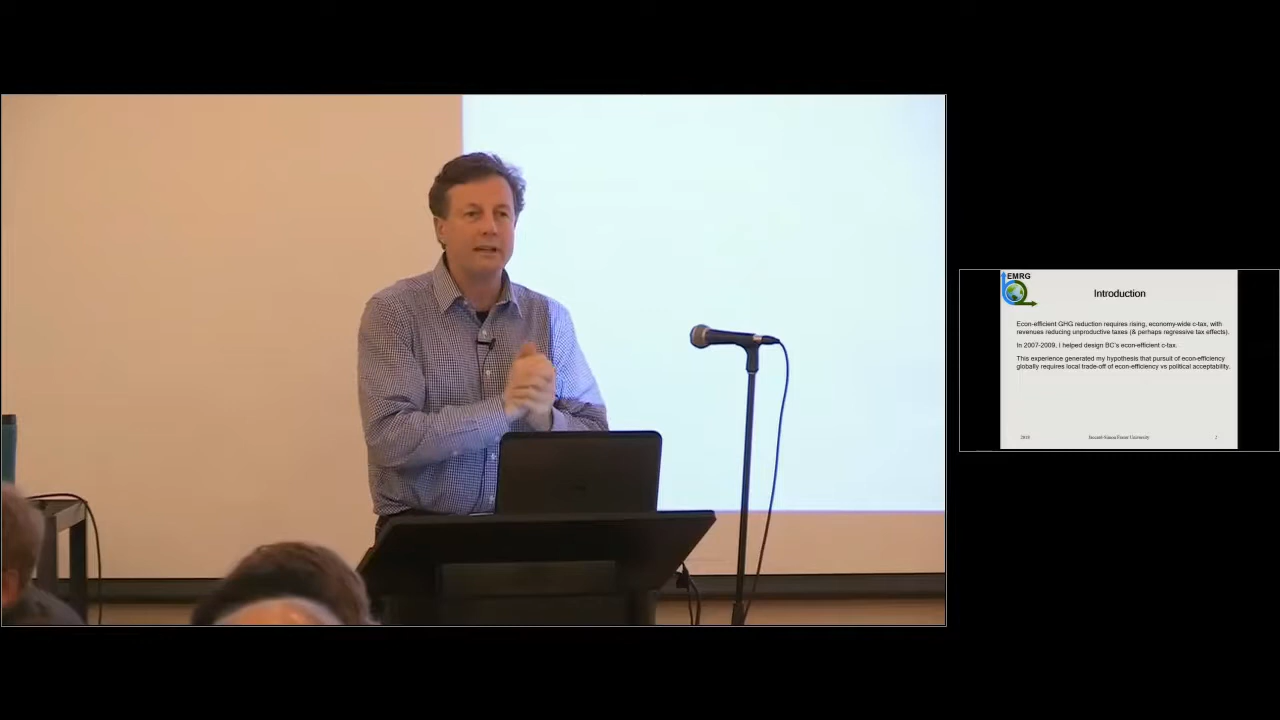 EMRG
Introduction
Econ-efficient GHG reduction requires rising, economy-wide c-tax, with
revenues reducing unproductive taxes (& perhaps regressive tax effects).
In 2007-2009, I helped design BC's econ-efficient c-tax.
This experience generated my hypothesis that pursuit of econ-efficiency
globally requires local trade-off of econ-efficiency vs political acceptability.
2018
Jaccard-Simon Fraser University